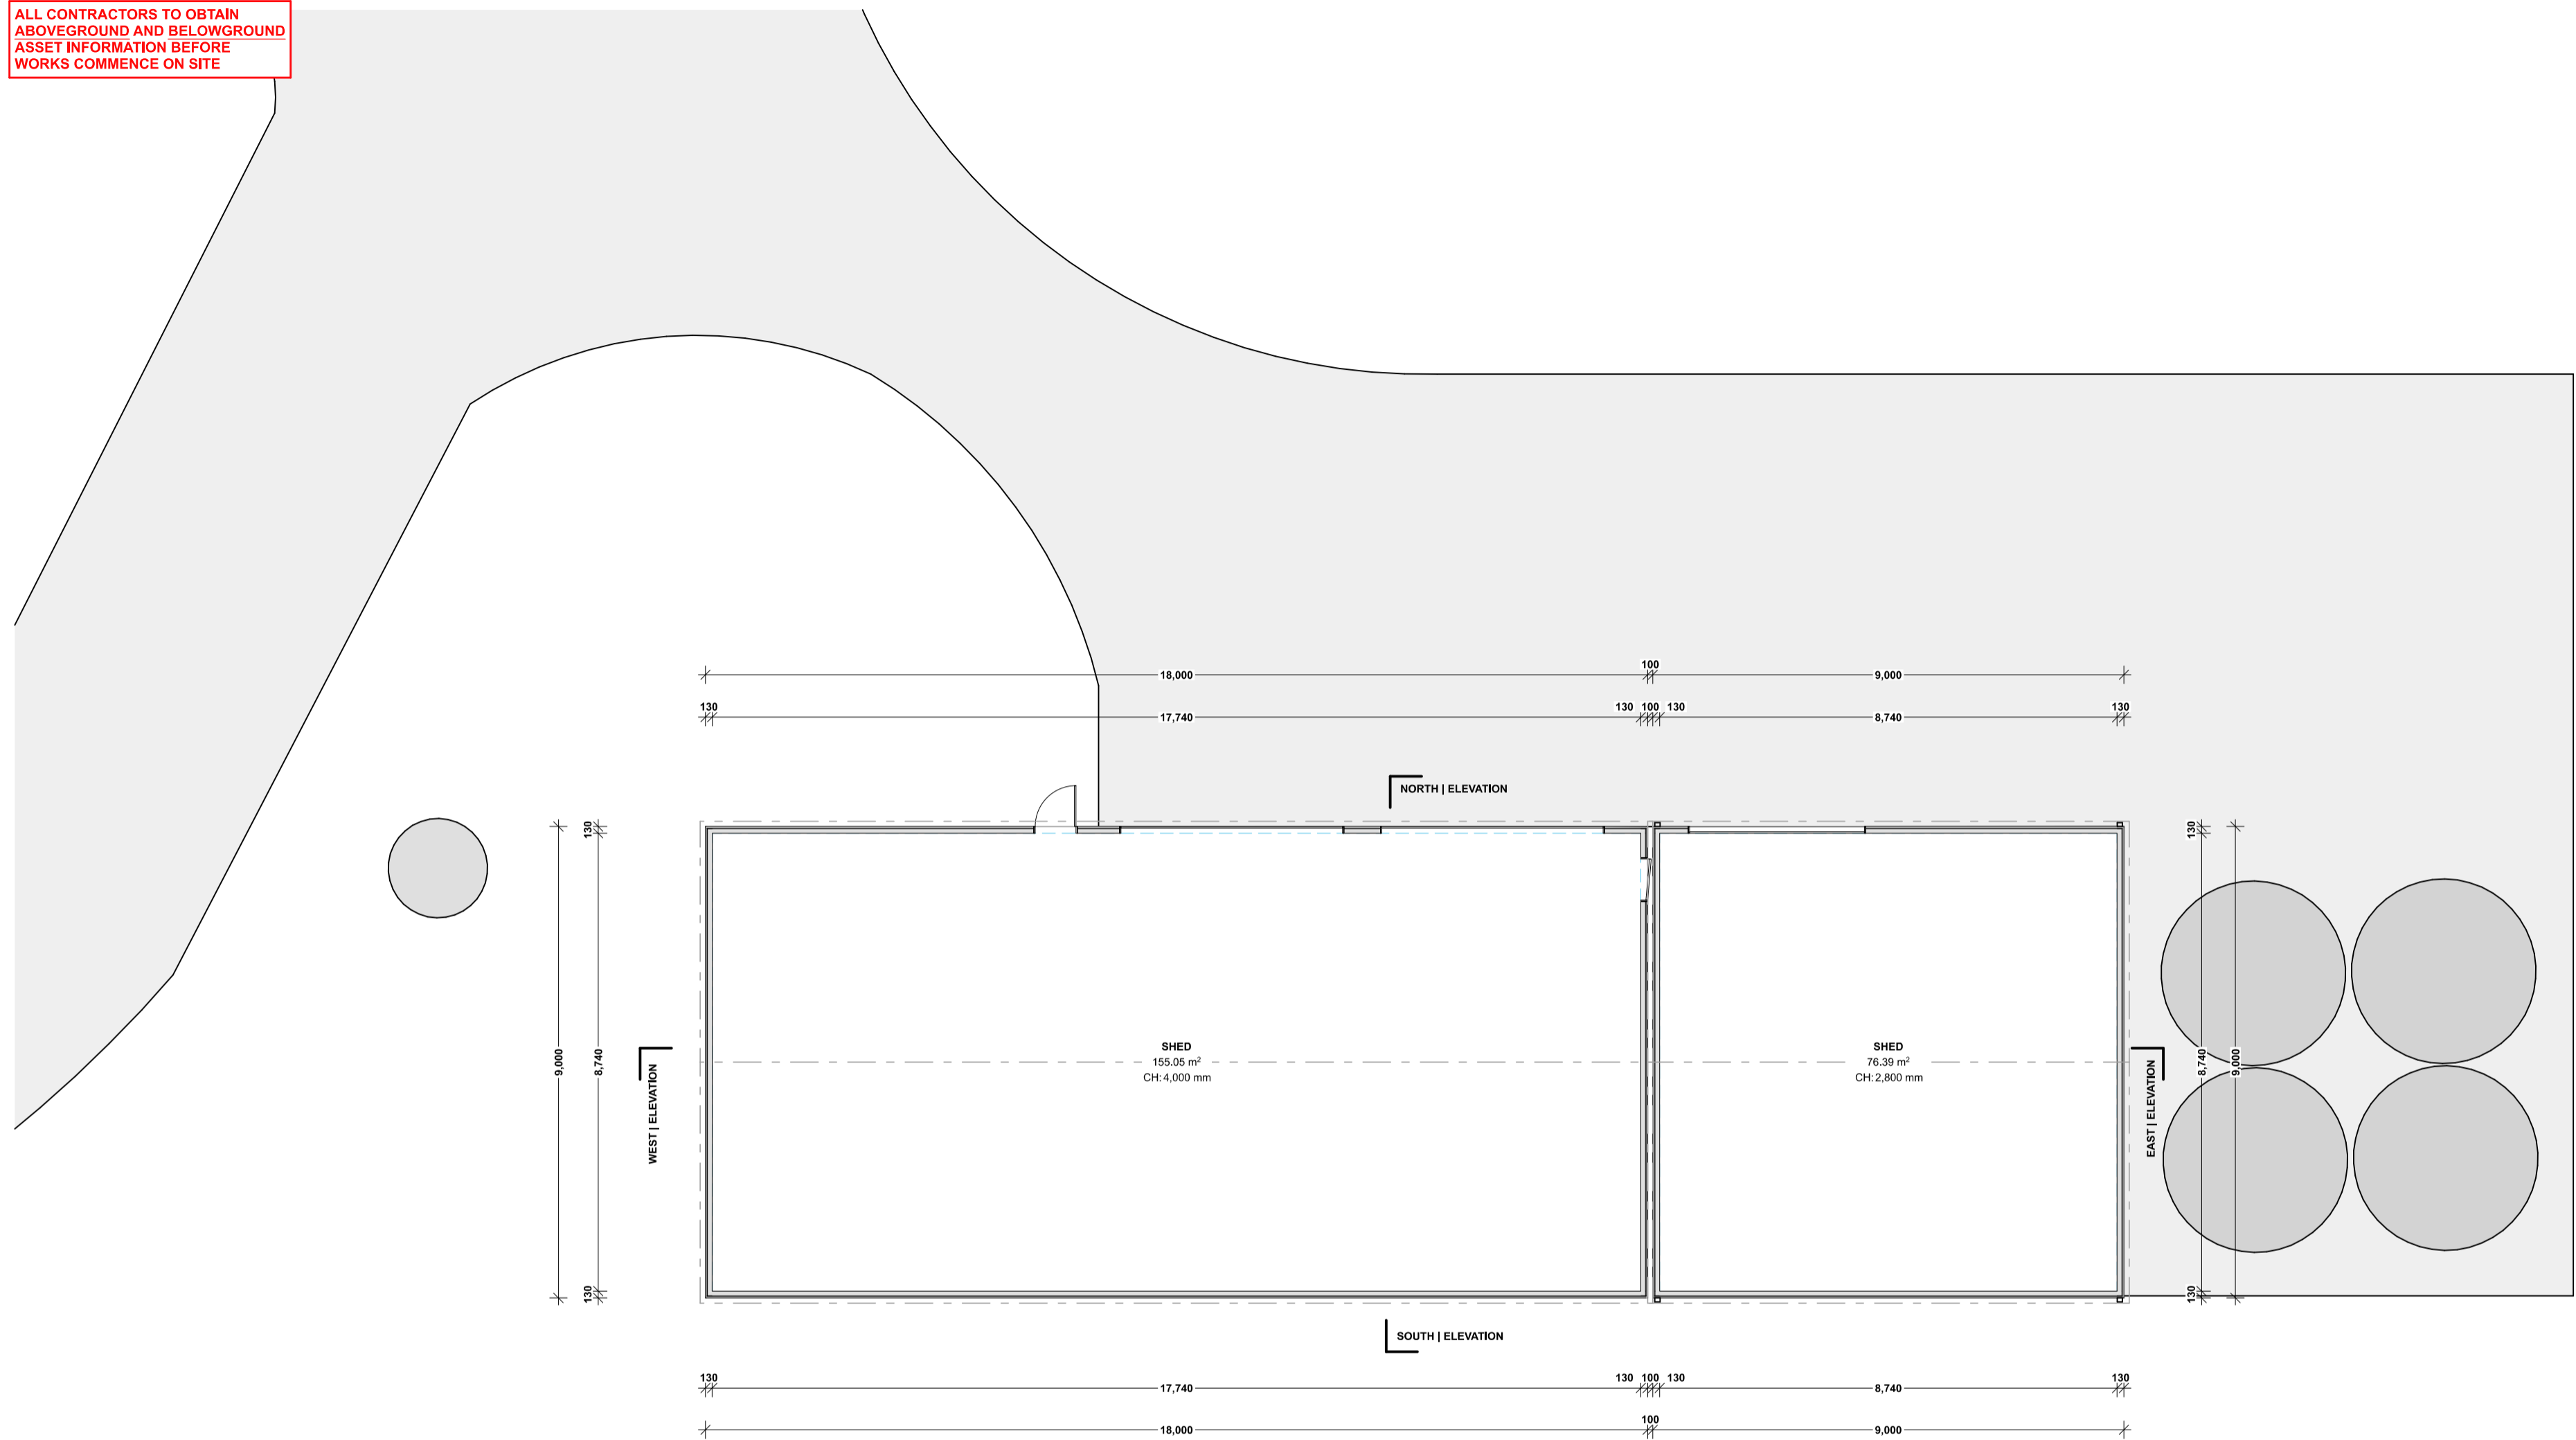 ALL CONTRACTORS TO OBTAIN
ABOVEGROUND AND BELOWGROUND
ASSET INFORMATION BEFORE
WORKS COMMENCE ON SITE
18,000
100
9,000
130
17,740
130
100
130
8,740
130
NORTH | ELEVATION
130
130
9,000
8,740
WEST | ELEVATION
SHED
155.05 m²
CH: 4,000 mm
SHED
76.39 m²
CH: 2,800 mm
EAST | ELEVATION
8,740
9,000
130
130
SOUTH | ELEVATION
130
17,740
130
100
130
8,740
130
18,000
100
9,000